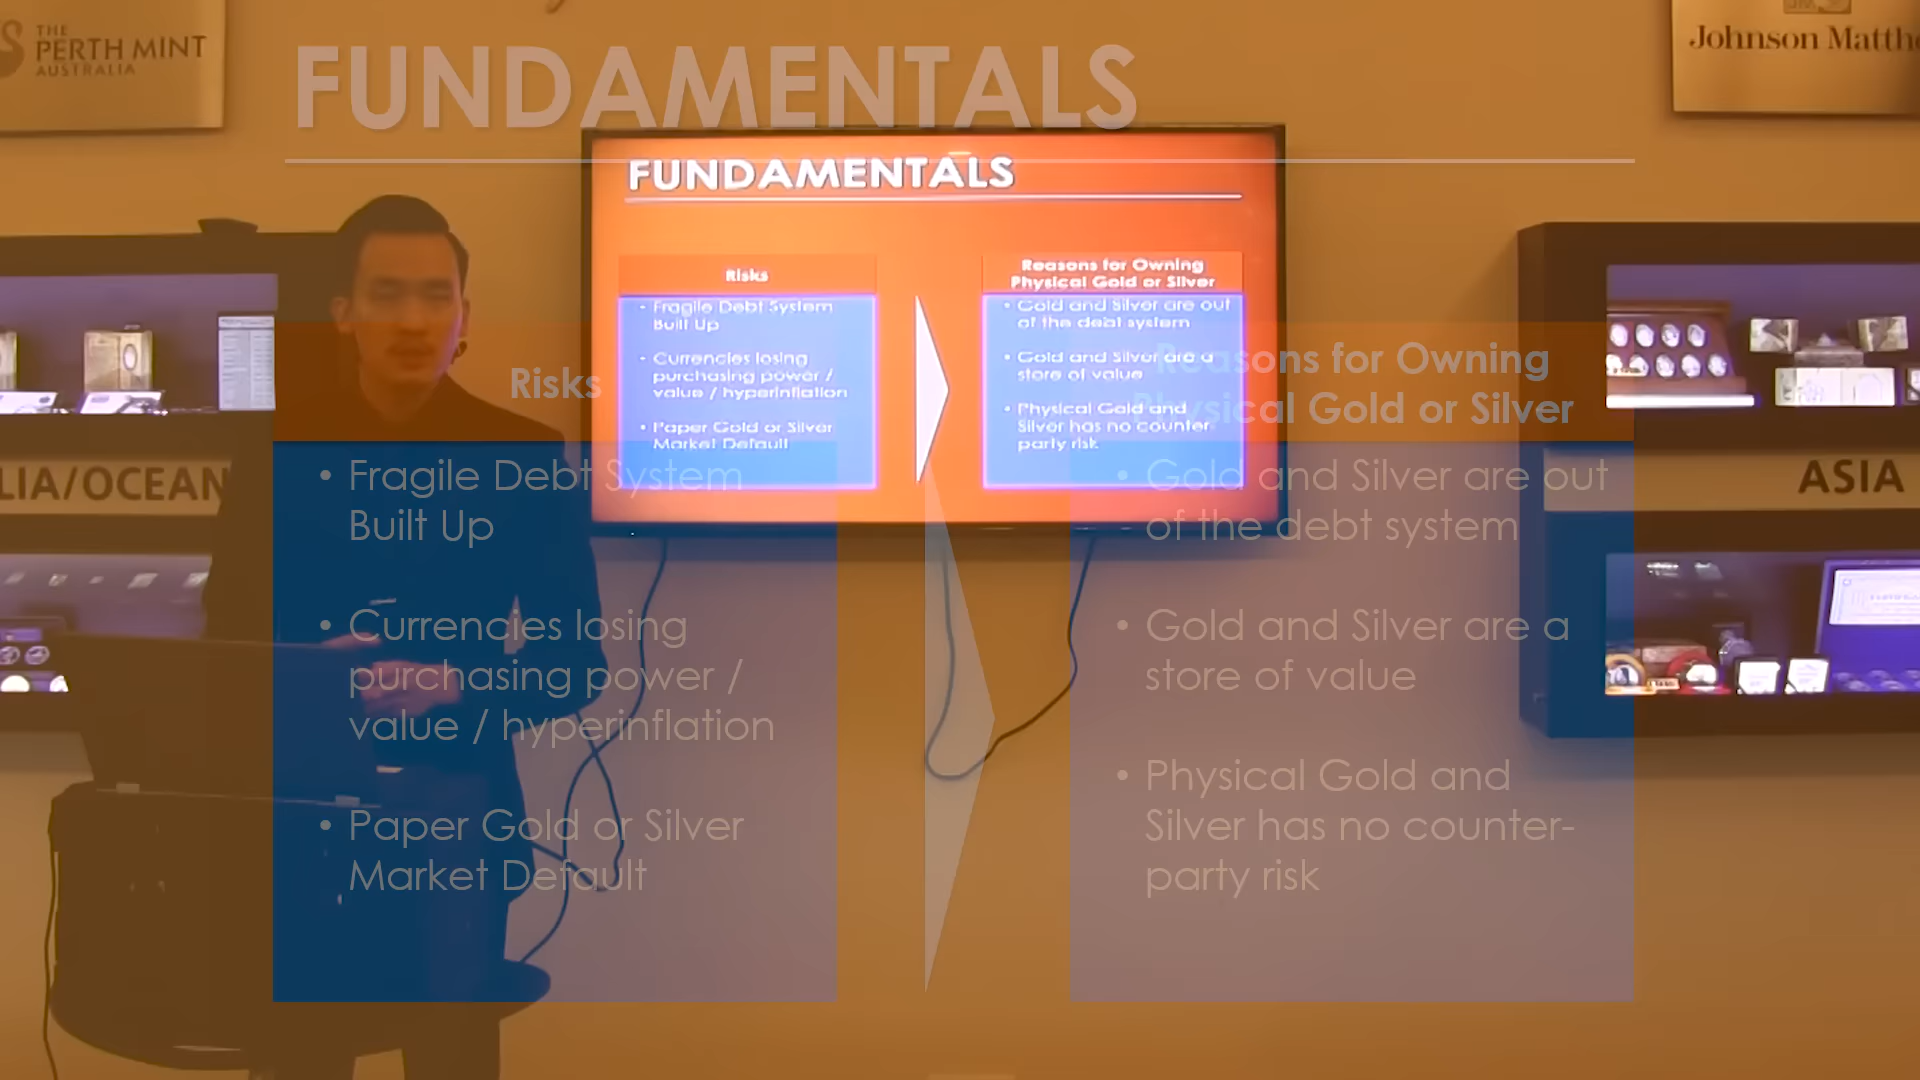 THE
PERTH MINT
AUSTRALIA
Johnson Matthe
FUNDAMENTALS
FUNDAMENTALS
Risks
• Fragile Debt System
Built Up
• Currencies losing
purchasing power /
value / hyperinflation
• Paper Gold or Silver
Market Default
Reasons for Owning
Physical Gold or Silver
• Gold and Silver are out
of the debt system
• Gold and Silver are a
store of value
• Physical Gold and
Silver has no counter-
party risk
Risks
• Fragile Debt System
Built Up
• Currencies losing
purchasing power /
value / hyperinflation
• Paper Gold or Silver
Market Default
Reasons for Owning
Physical Gold or Silver
• Gold and Silver are out
of the debt system
• Gold and Silver are a
store of value
• Physical Gold and
Silver has no counter-
party risk
LIA/OCEAN
ASIA